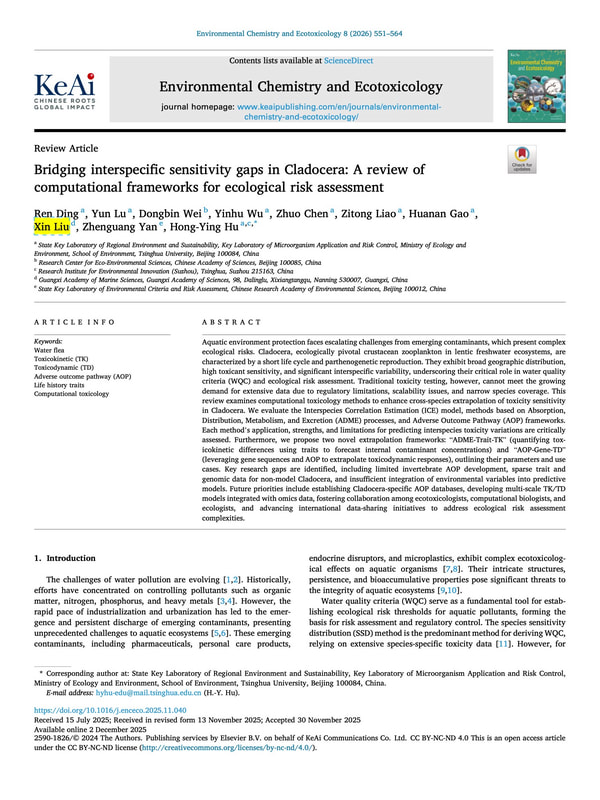 Environmental Chemistry and Ecotoxicology 8 (2026) 551–564
Contents lists available at ScienceDirect
Environmental Chemistry and Ecotoxicology
journal homepage: www.keaipublishing.com/en/journals/environmental-
chemistry-and-ecotoxicology/
KeAi
CHINESE ROOTS
GLOBAL IMPACT
Environmental Chemistry
and Ecotoxicology
Review Article
Check for
updates
Bridging interspecific sensitivity gaps in Cladocera: A review of
computational frameworks for ecological risk assessment
Ren Ding a, Yun Lu a, Dongbin Wei b, Yinhu Wu a, Zhuo Chen a, Zitong Liao a, Huanan Gao a,
Xin Liu d, Zhenguang Yan e, Hong-Ying Hu a,c,*
a State Key Laboratory of Regional Environment and Sustainability, Key Laboratory of Microorganism Application and Risk Control, Ministry of Ecology and
Environment, School of Environment, Tsinghua University, Beijing 100084, China
b Research Center for Eco-Environmental Research, Chinese Academy of Sciences, Beijing 100085, China
c Research Institute for Environmental Innovation (Suzhou), Tsinghua, Suzhou 215163, China
d Guangxi Academy of Marine Sciences, Guangxi Academy of Sciences, 98, Dalinglu, Xixiangtangqu, Nanning 530007, Guangxi, China
e State Key Laboratory of Environmental Criteria and Risk Assessment, Chinese Research Academy of Environmental Sciences, Beijing 100012, China
ARTICLE INFO
Keywords:
Water flea
Toxicokinetic (TK)
Toxicodynamic (TD)
Adverse outcome pathway (AOP)
Life history traits
Computational toxicology
ABSTRACT
Aquatic environment protection faces escalating challenges from emerging contaminants, which present complex
ecological risks. Cladocera, ecologically pivotal crustacean zooplankton in lentic freshwater ecosystems, are
characterized by a short life cycle and parthenogenetic reproduction. They exhibit broad geographic distribution,
high toxicant sensitivity, and significant interspecific variability, underscoring their critical role in water quality
criteria (WQC) and ecological risk assessment. Traditional toxicity testing, however, cannot meet the growing
demand for extensive data due to regulatory limitations, scalability issues, and narrow species coverage. This
review examines computational toxicology methods to enhance cross-species extrapolation of toxicity sensitivity
in Cladocera. We evaluate the Interspecies Correlation Estimation (ICE) model, methods based on Absorption,
Distribution, Metabolism, and Excretion (ADME) processes, and Adverse Outcome Pathway (AOP) frameworks.
Each method's application, strengths, and limitations for predicting interspecies toxicity variations are critically
assessed. Furthermore, we propose two novel extrapolation frameworks: “ADME-Trait-TK” (quantifying tox-
icokinetic differences using traits to forecast internal contaminant concentrations) and “AOP-Gene-TD”
(leveraging gene sequences and AOP to extrapolate toxicodynamic responses), outlining their parameters and use
cases. Key research gaps are identified, including limited invertebrate AOP development, sparse trait and
genomic data for non-model Cladocera, and insufficient integration of environmental variables into predictive
models. Future priorities include establishing Cladocera-specific AOP databases, developing multi-scale TK/TD
models integrated with omics data, fostering collaboration among ecotoxicologists, computational biologists, and
ecologists, and advancing international data-sharing initiatives to address ecological risk assessment
complexities.
1. Introduction
The challenges of water pollution are evolving [1,2]. Historically,
efforts have concentrated on controlling pollutants such as organic
matter, nitrogen, phosphorus, and heavy metals [3,4]. However, the
rapid pace of industrialization and urbanization has led to the emer-
gence and persistent discharge of emerging contaminants, presenting
unprecedented challenges to aquatic ecosystems [5,6]. These emerging
contaminants, including pharmaceuticals, personal care products,
endocrine disruptors, and microplastics, exhibit complex ecotoxicolog-
ical effects on aquatic organisms [7,8]. Their intricate structures,
persistence, and bioaccumulative properties pose significant threats to
the integrity of aquatic ecosystems [9,10].
Water quality criteria (WQC) serve as a fundamental tool for estab-
lishing ecological risk thresholds for aquatic pollutants, forming the
basis for risk assessment and regulatory control. The species sensitivity
distribution (SSD) method is the predominant method for deriving WQC,
relying on extensive species-specific toxicity data [11]. However, for
* Corresponding author at: State Key Laboratory of Regional Environment and Sustainability, Key Laboratory of Microorganism Application and Risk Control,
Ministry of Ecology and Environment, School of Environment, Tsinghua University, Beijing 100084, China.
E-mail address: hyhu-edu@mail.tsinghua.cn (H.-Y. Hu).
https://doi.org/10.1016/j.enceco.2025.11.040
Received 15 July 2025; Received in revised form 13 November 2025; Accepted 30 November 2025
Available online 2 December 2025
2590-1826/© 2024 The Authors. Publishing services by Elsevier B.V. on behalf of KeAi Communications Co. Ltd. CC BY-NC-ND 4.0 This is an open access article
under the CC BY-NC-ND license (http://creativecommons.org/licenses/by-nc-nd/4.0/).